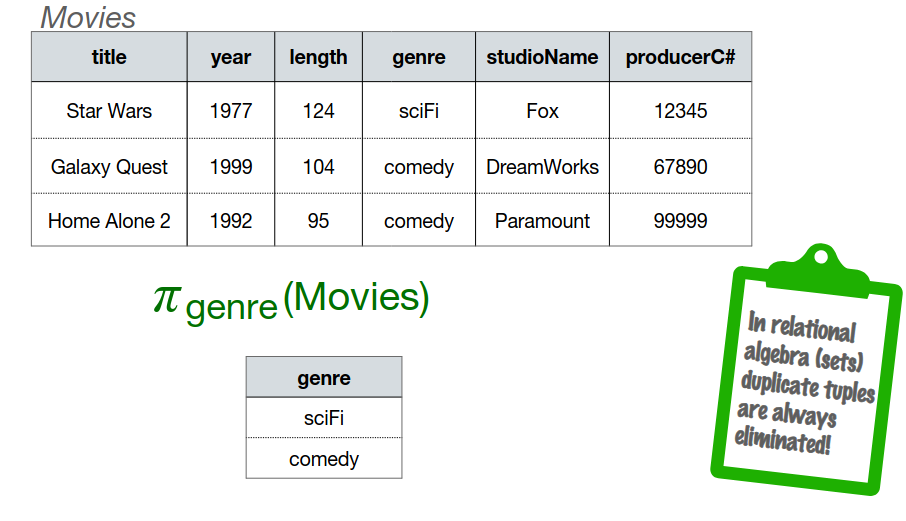 Movies
title year length genre studioName producerC#
Star Wars 1977 124 sciFi Fox 12345
Galaxy Quest 1999 104 comedy DreamWorks 67890
Home Alone 2 1992 95 comedy Paramount 99999
π genre (Movies)
genre
sciFi
comedy
In relational
algebra (sets)
duplicate tuples
are always
eliminated!